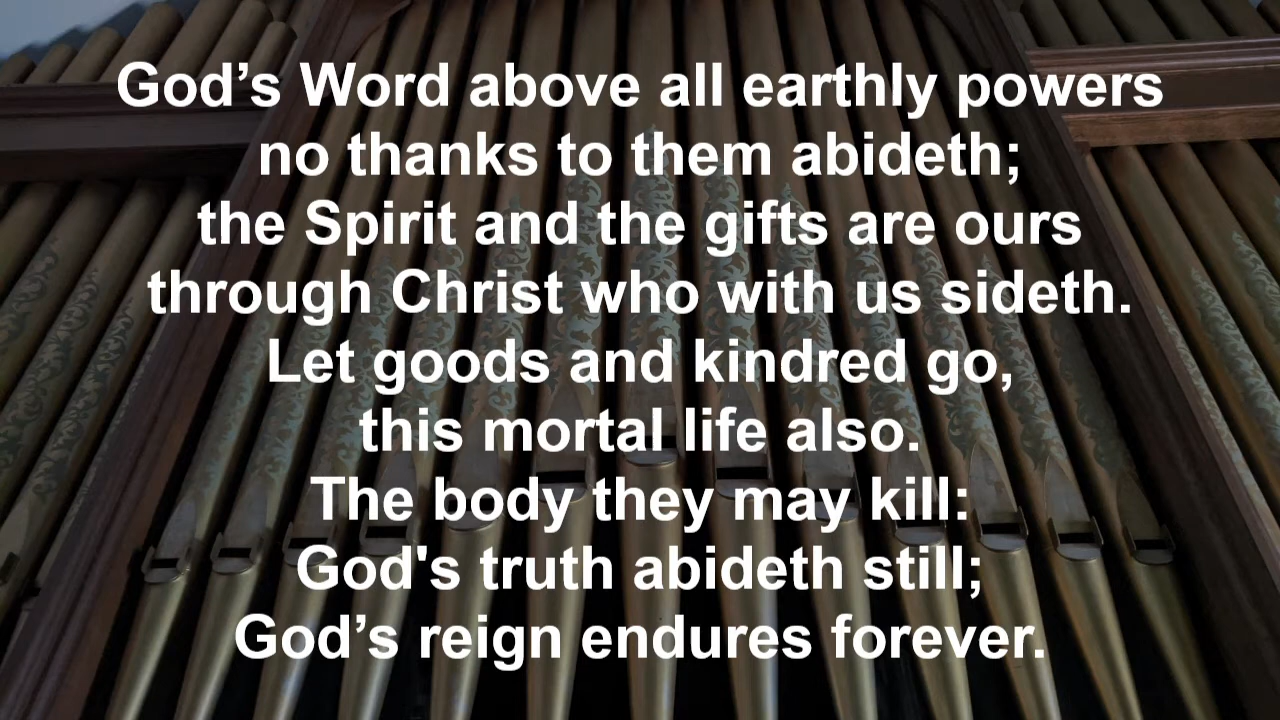 God’s Word above all earthly powers
no thanks to them abideth;
the Spirit and the gifts are ours
through Christ who with us sideth.
Let goods and kindred go,
this mortal life also.
The body they may kill:
God's truth abideth still;
God’s reign endures forever.